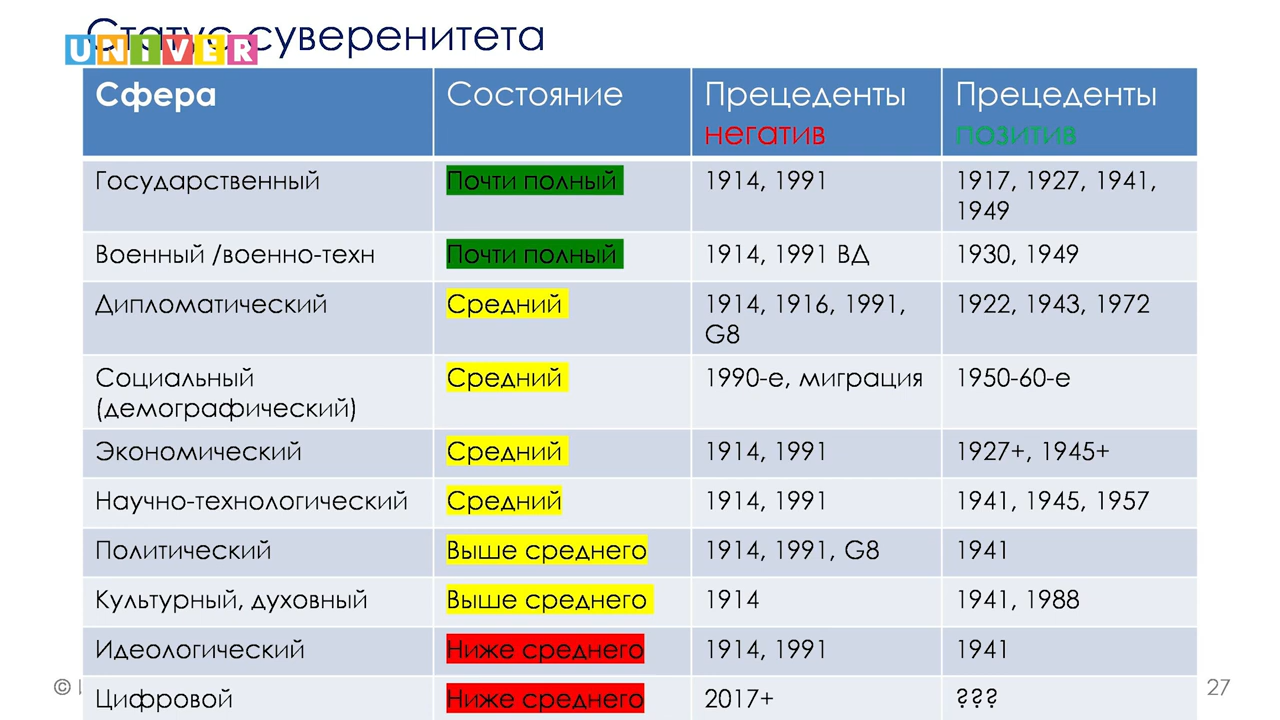 Статус суверенитета
UNIVER
Сфера Состояние Прецеденты Прецеденты
негатив позитив
Государственный Почти полный 1914, 1991 1917, 1927, 1941,
1949
Военный /военно-техн Почти полный 1914, 1991 ВД 1930, 1949
Дипломатический Средний 1914, 1916, 1991, 1922, 1943, 1972
G8
Социальный Средний 1990-е, миграция 1950-60-е
(демографический)
Экономический Средний 1914, 1991 1927+, 1945+
Научно-технологический Средний 1914, 1991 1941, 1945, 1957
Политический Выше среднего 1914, 1991, G8 1941
Культурный, духовный Выше среднего 1914 1941, 1988
Идеологический Ниже среднего 1914, 1991 1941
©
27
Цифровой Ниже среднего 2017+ ???